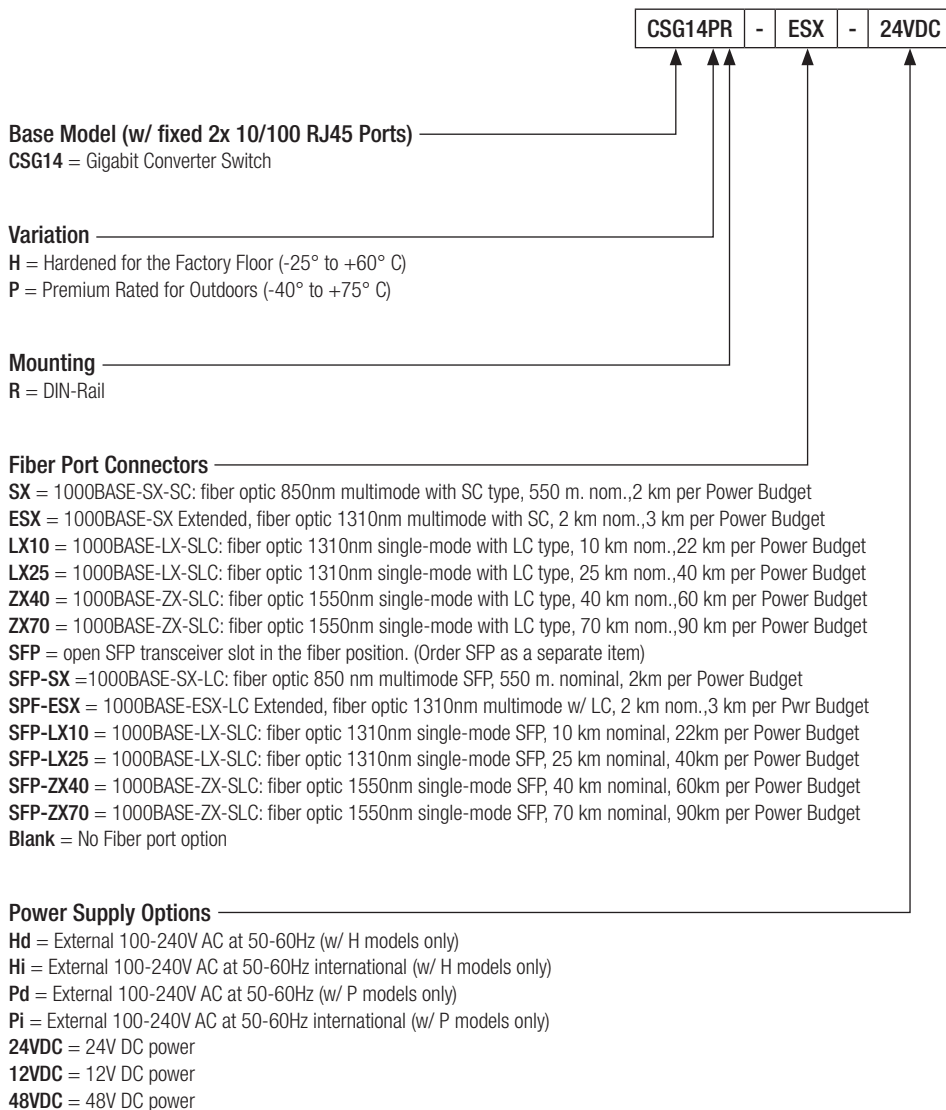 CSG14PR - ESX - 24VDC
Base Model (w/ fixed 2x 10/100 RJ45 Ports)
CSG14 = Gigabit Converter Switch
Variation
H = Hardened for the Factory Floor (-25° to +60° C)
P = Premium Rated for Outdoors (-40° to +75° C)
Mounting
R = DIN-Rail
Fiber Port Connectors
SX = 1000BASE-SX-SC: fiber optic 850nm multimode with SC type, 550 m. nom.,2 km per Power Budget
ESX = 1000BASE-SX Extended, fiber optic 1310nm multimode with SC, 2 km nom.,3 km per Power Budget
LX10 = 1000BASE-LX-SLC: fiber optic 1310nm single-mode with LC type, 10 km nom.,22 km per Power Budget
LX25 = 1000BASE-LX-SLC: fiber optic 1310nm single-mode with LC type, 25 km nom.,40 km per Power Budget
ZX40 = 1000BASE-ZX-SLC: fiber optic 1550nm single-mode with LC type, 40 km nom.,60 km per Power Budget
ZX70 = 1000BASE-ZX-SLC: fiber optic 1550nm single-mode with LC type, 70 km nom.,90 km per Power Budget
SFP = open SFP transceiver slot in the fiber position. (Order SFP as a separate item)
SFP-SX =1000BASE-SX-LC: fiber optic 850 nm multimode SFP, 550 m. nominal, 2km per Power Budget
SPF-ESX = 1000BASE-ESX-LC Extended, fiber optic 1310nm multimode w/ LC, 2 km nom.,3 km per Pwr Budget
SFP-LX10 = 1000BASE-LX-SLC: fiber optic 1310nm single-mode SFP, 10 km nominal, 22km per Power Budget
SFP-LX25 = 1000BASE-LX-SLC: fiber optic 1310nm single-mode SFP, 25 km nominal, 40km per Power Budget
SFP-ZX40 = 1000BASE-ZX-SLC: fiber optic 1550nm single-mode SFP, 40 km nominal, 60km per Power Budget
SFP-ZX70 = 1000BASE-ZX-SLC: fiber optic 1550nm single-mode SFP, 70 km nominal, 90km per Power Budget
Blank = No Fiber port option
Power Supply Options
Hd = External 100-240V AC at 50-60Hz (w/ H models only)
Hi = External 100-240V AC at 50-60Hz international (w/ H models only)
Pd = External 100-240V AC at 50-60Hz (w/ P models only)
Pi = External 100-240V AC at 50-60Hz international (w/ P models only)
24VDC = 24V DC power
12VDC = 12V DC power
48VDC = 48V DC power